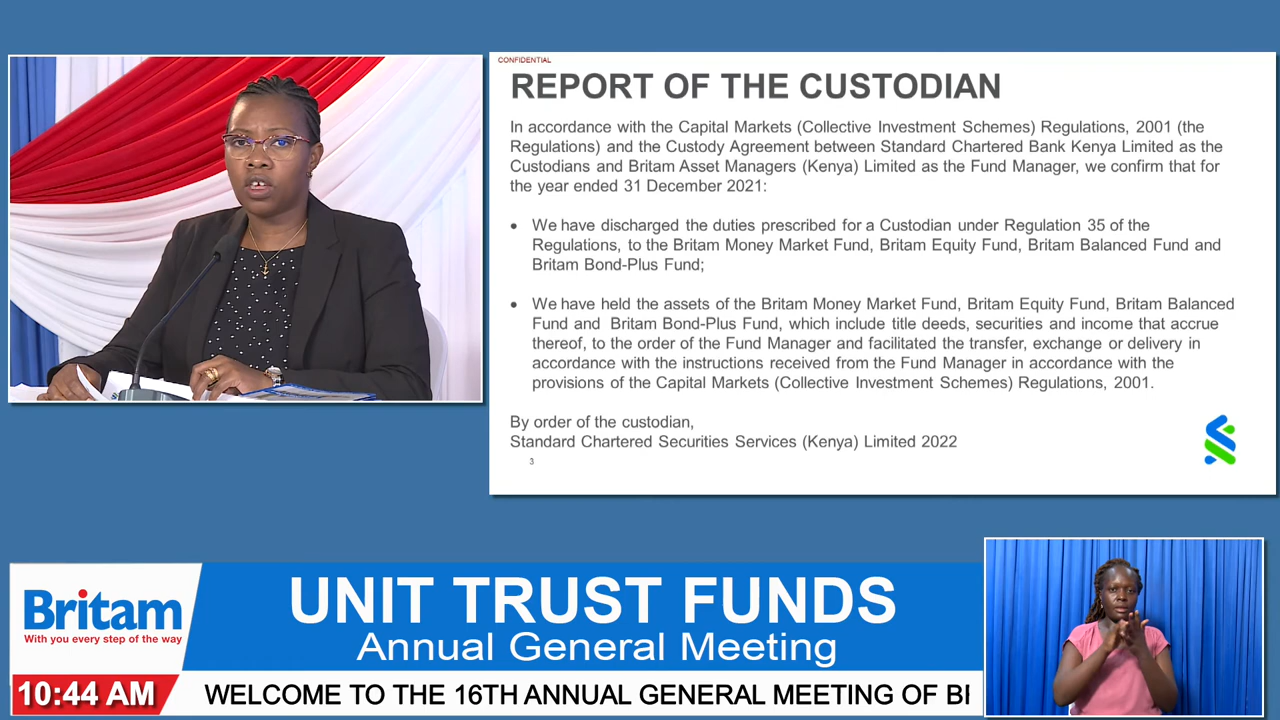 CONFIDENTIAL
REPORT OF THE CUSTODIAN
In accordance with the Capital Markets (Collective Investment Schemes) Regulations, 2001 (the
Regulations) and the Custody Agreement between Standard Chartered Bank Kenya Limited as the
Custodians and Britam Asset Managers (Kenya) Limited as the Fund Manager, we confirm that for
the year ended 31 December 2021:
• We have discharged the duties prescribed for a Custodian under Regulation 35 of the
Regulations, to the Britam Money Market Fund, Britam Equity Fund, Britam Balanced Fund and
Britam Bond-Plus Fund;
• We have held the assets of the Britam Money Market Fund, Britam Equity Fund, Britam Balanced
Fund and Britam Bond-Plus Fund, which include title deeds, securities and income that accrue
thereof, to the order of the Fund Manager and facilitated the transfer, exchange or delivery in
accordance with the instructions received from the Fund Manager in accordance with the
provisions of the Capital Markets (Collective Investment Schemes) Regulations, 2001.
By order of the custodian,
Standard Chartered Securities Services (Kenya) Limited 2022
3
Britam
With you every step of the way
UNIT TRUST FUNDS
Annual General Meeting
10:44 AM
WELCOME TO THE 16TH ANNUAL GENERAL MEETING OF